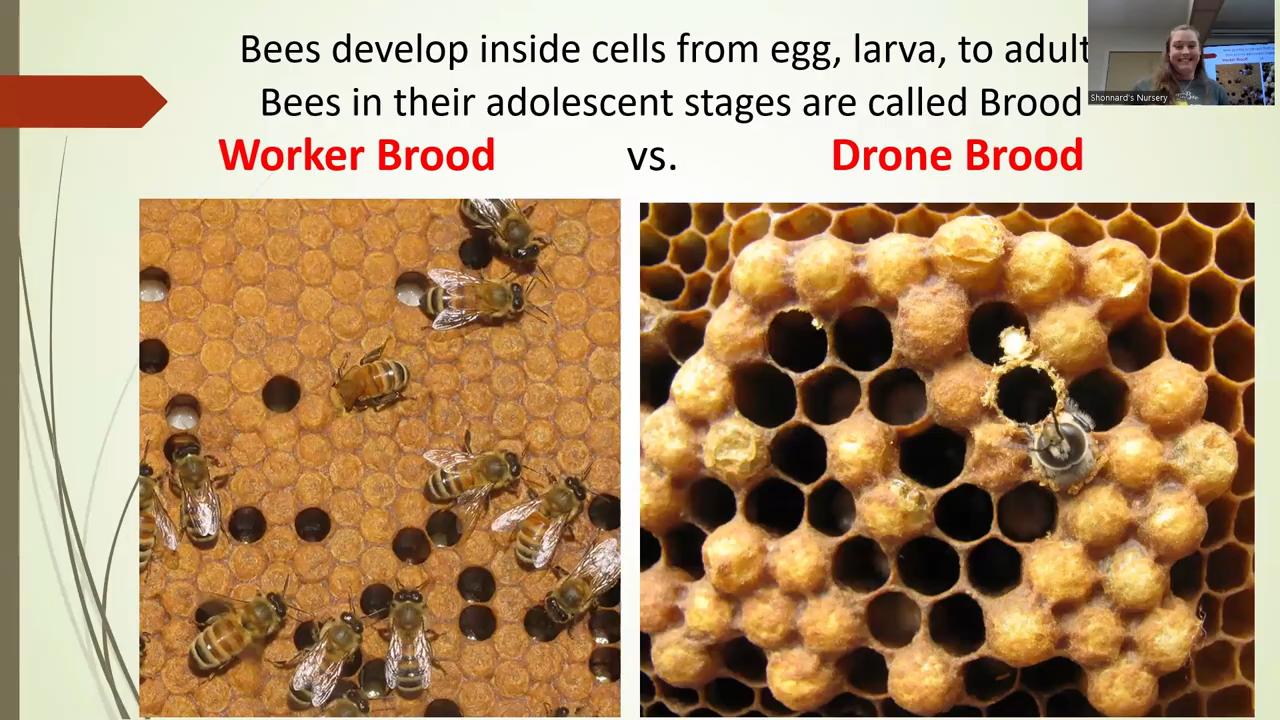 Bees develop inside cells from egg, larva, to adult
Bees in their adolescent stages are called Brood
Worker Brood vs. Drone Brood
Shonnard's Nursery